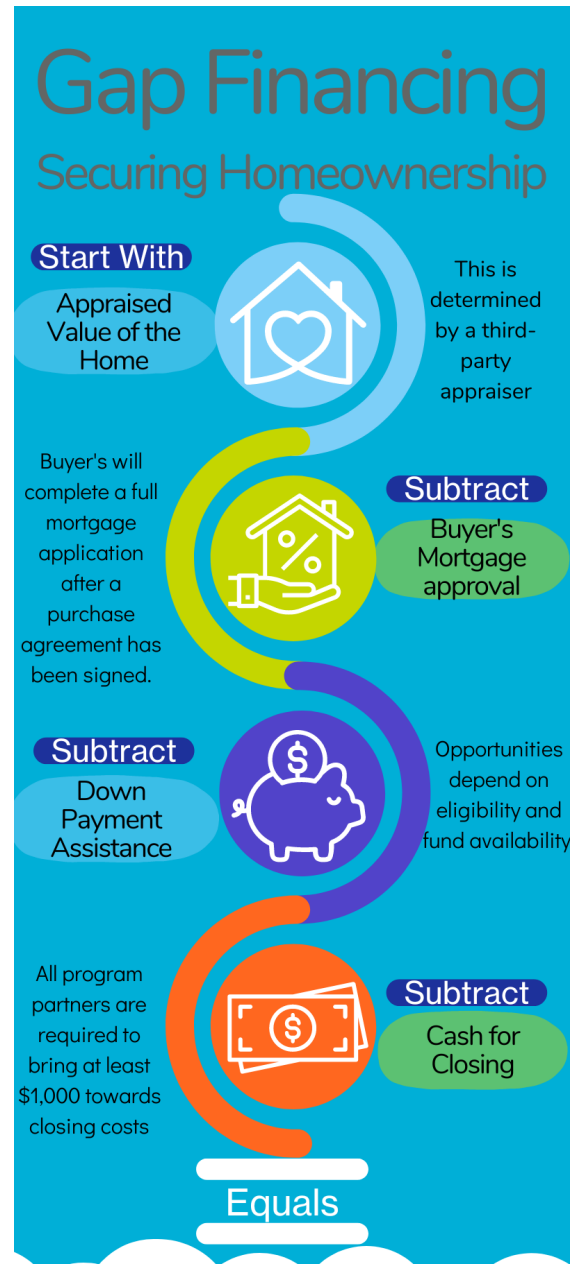 Gap Financing
Securing Homeownership
Start With
Appraised
Value of the
Home
This is
determined
by a third-
party
appraiser
Buyer's will
complete a full
mortgage
application
after a
purchase
agreement has
been signed.
Subtract
Buyer's
Mortgage
approval
%
Subtract
Down
Payment
Assistance
$
Opportunities
depend on
eligibility and
fund availability
All program
partners are
required to
bring at least
$1,000 towards
closing costs
$
Subtract
Cash for
Closing
Equals